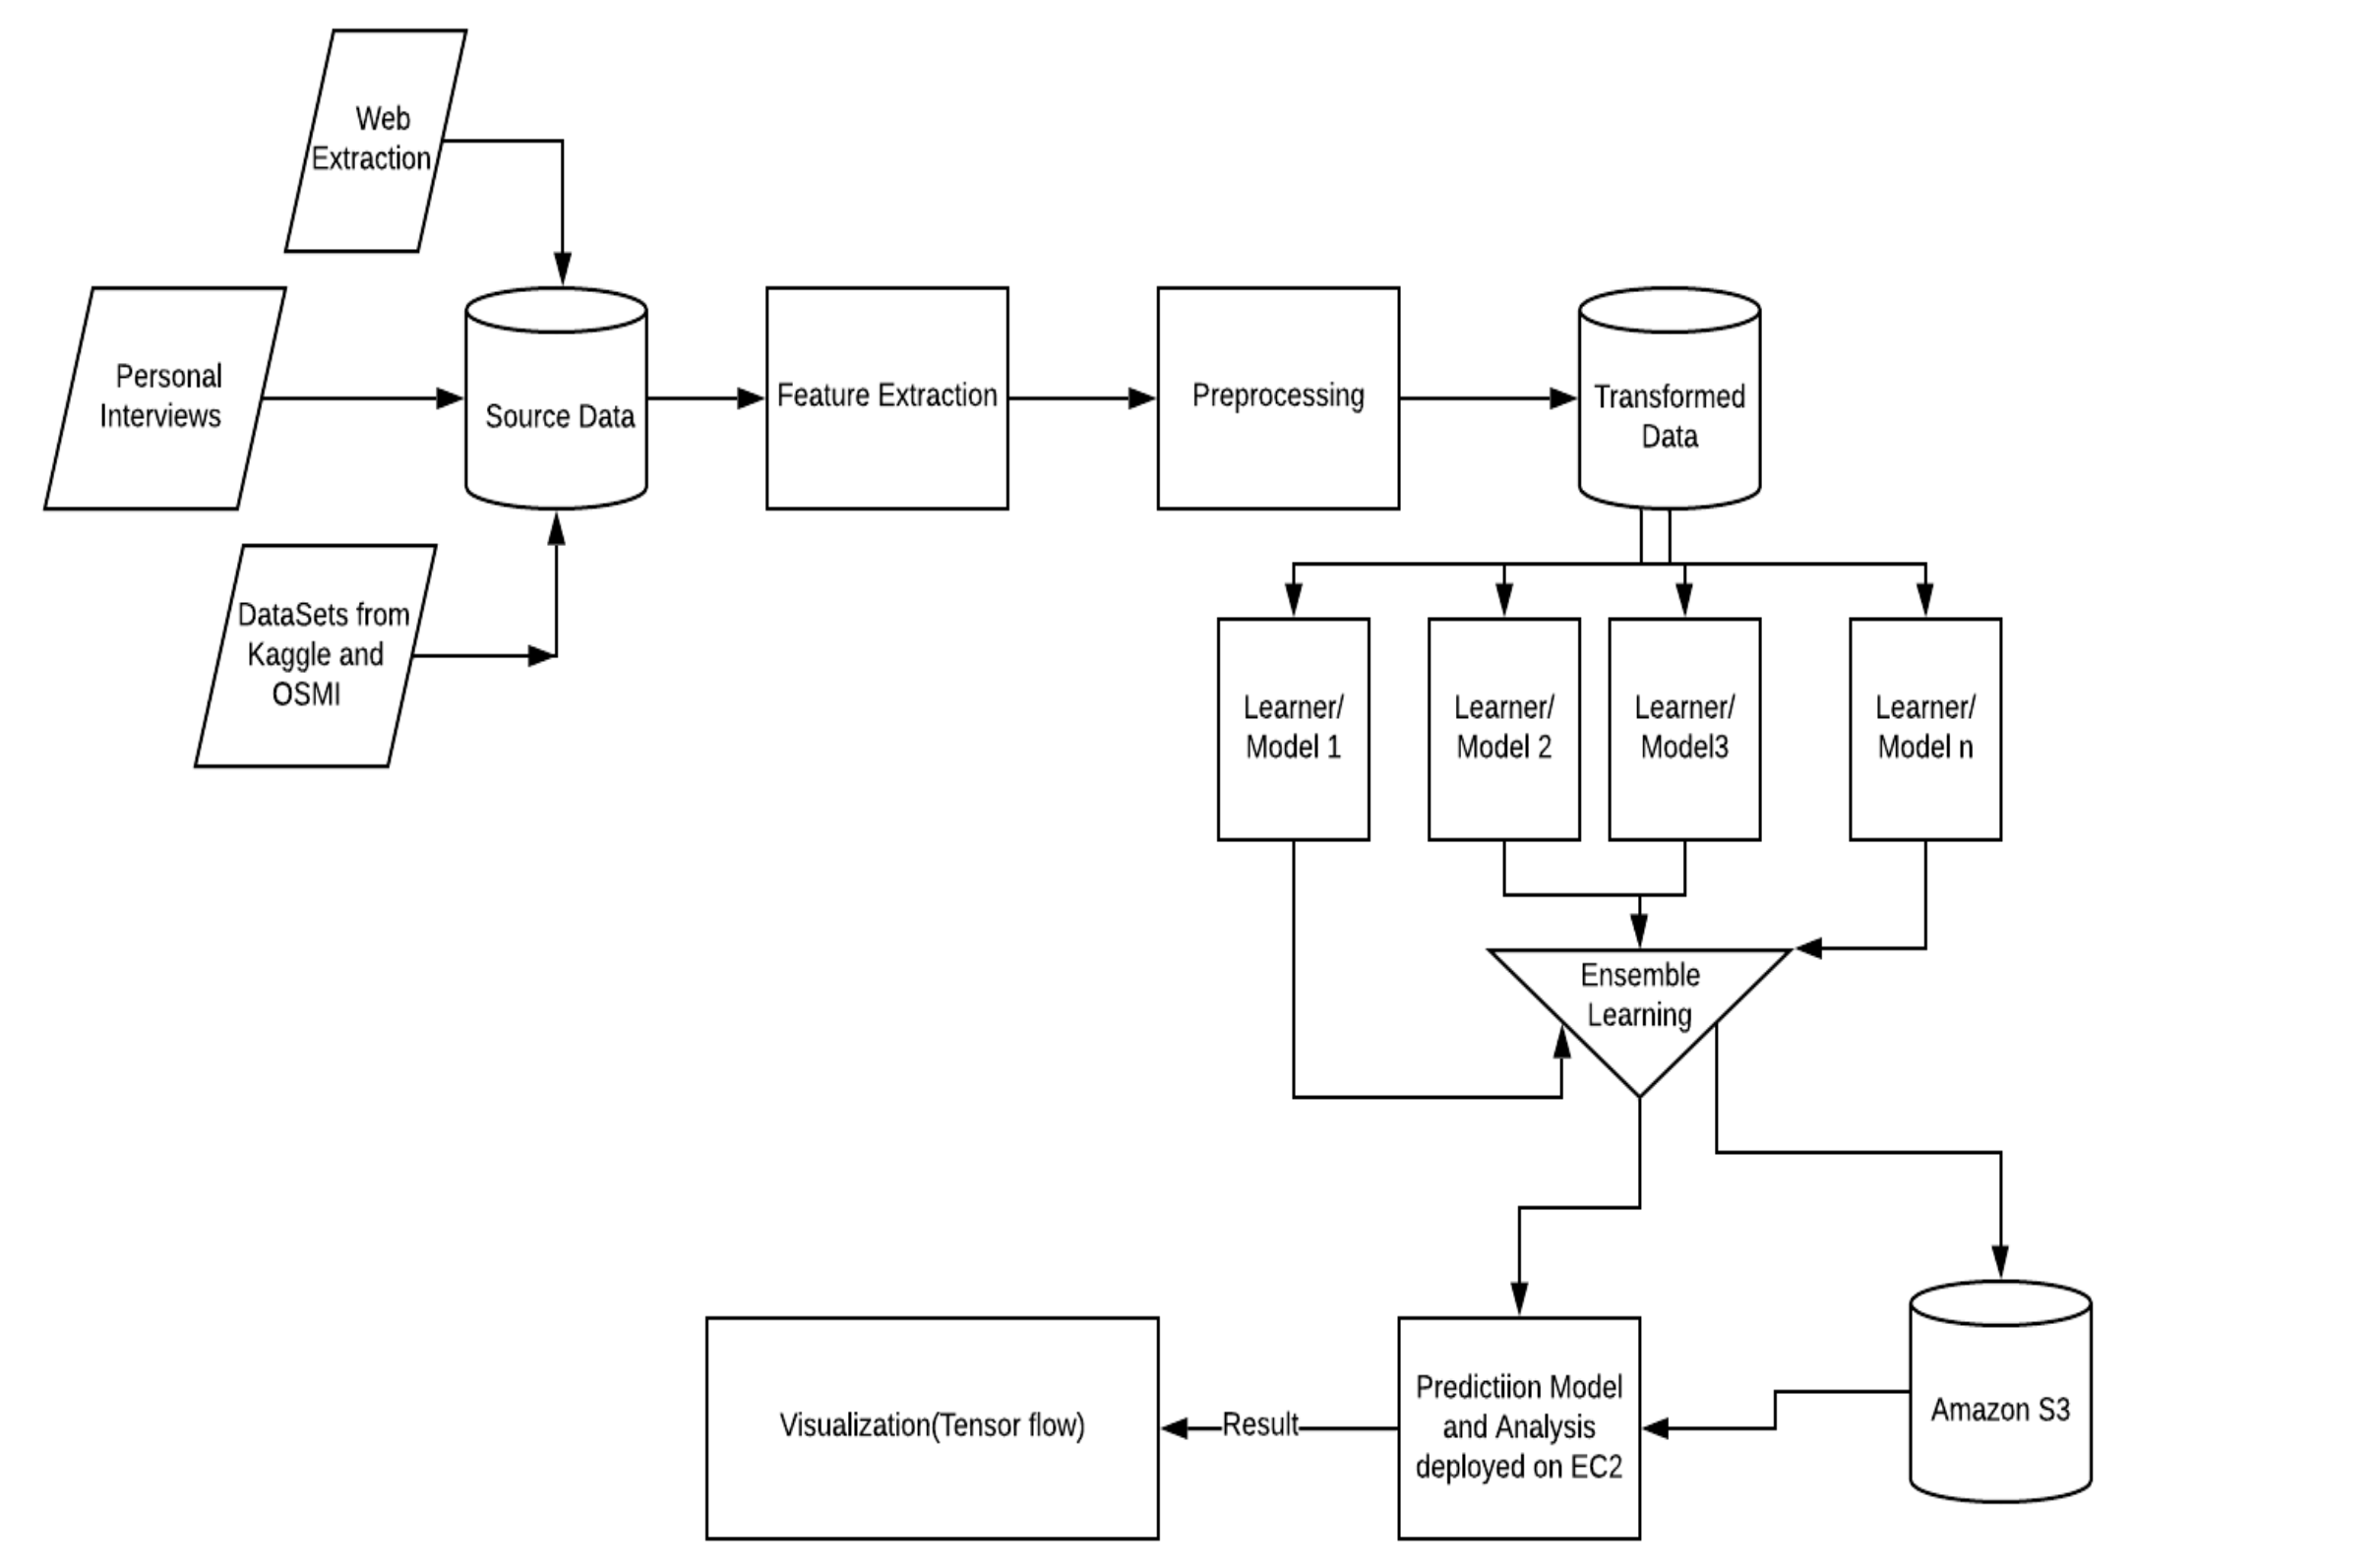 Web
Extraction
Personal
Interviews
Source Data
Feature Extraction
Preprocessing
Transformed
Data
DataSets from
Kaggle and
OSMI
Learner/
Model 1
Learner/
Model 2
Learner/
Model3
Learner/
Model n
Ensemble
Learning
Visualization(Tensor flow)
Result
Predictiion Model
and Analysis
deployed on EC2
Amazon S3